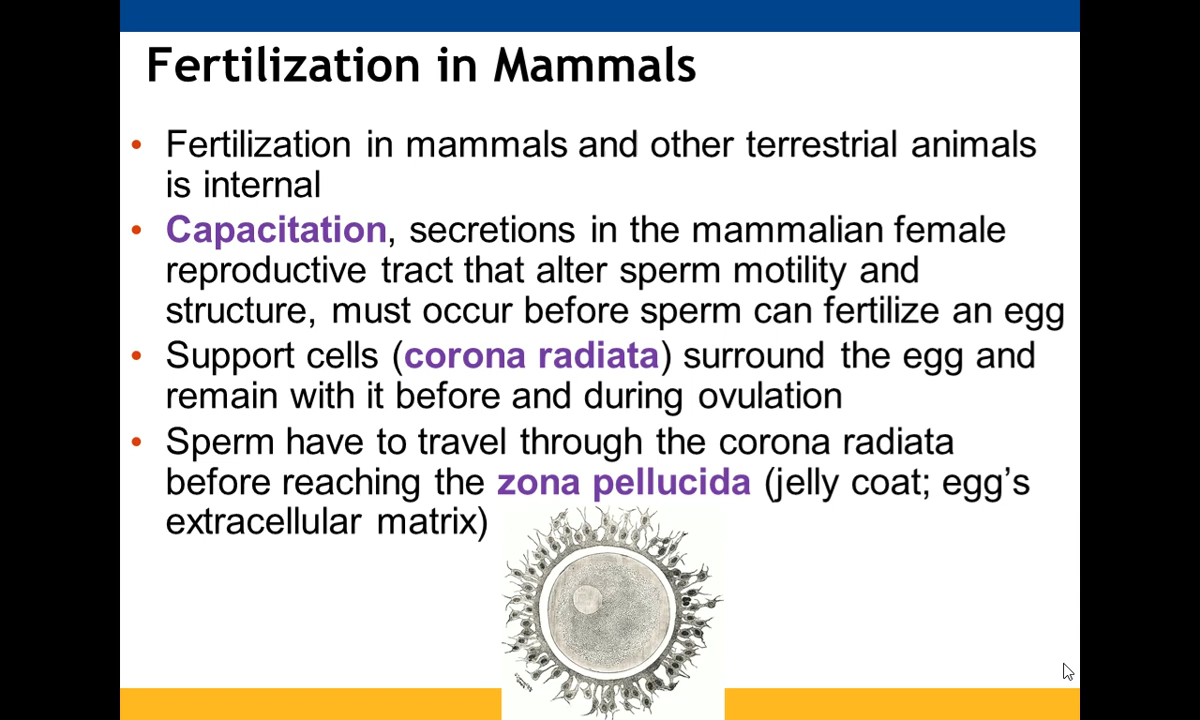 Fertilization in Mammals
• Fertilization in mammals and other terrestrial animals
is internal
• Capacitation, secretions in the mammalian female
reproductive tract that alter sperm motility and
structure, must occur before sperm can fertilize an egg
• Support cells (corona radiata) surround the egg and
remain with it before and during ovulation
• Sperm have to travel through the corona radiata
before reaching the zona pellucida (jelly coat; egg’s
extracellular matrix)